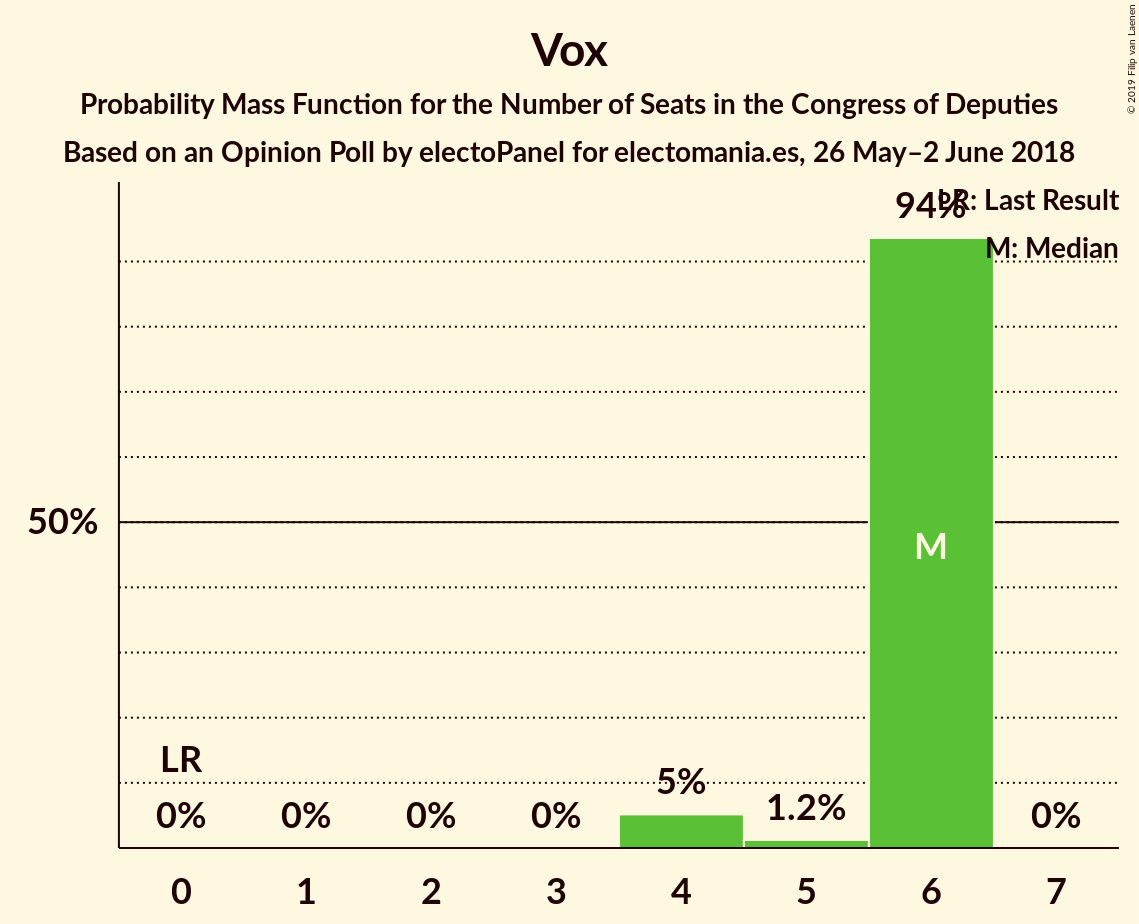 Vox
Probability Mass Function for the Number of Seats in the Congress of Deputies
Based on an Opinion Poll by electoPanel for electomania.es, 26 May–2 June 2018
© 2019 Filip van Laenen
LR: Last Result
M: Median
94%
50%
M
LR
0%
0%
0%
0%
5%
1.2%
0%
0 1 2 3 4 5 6 7